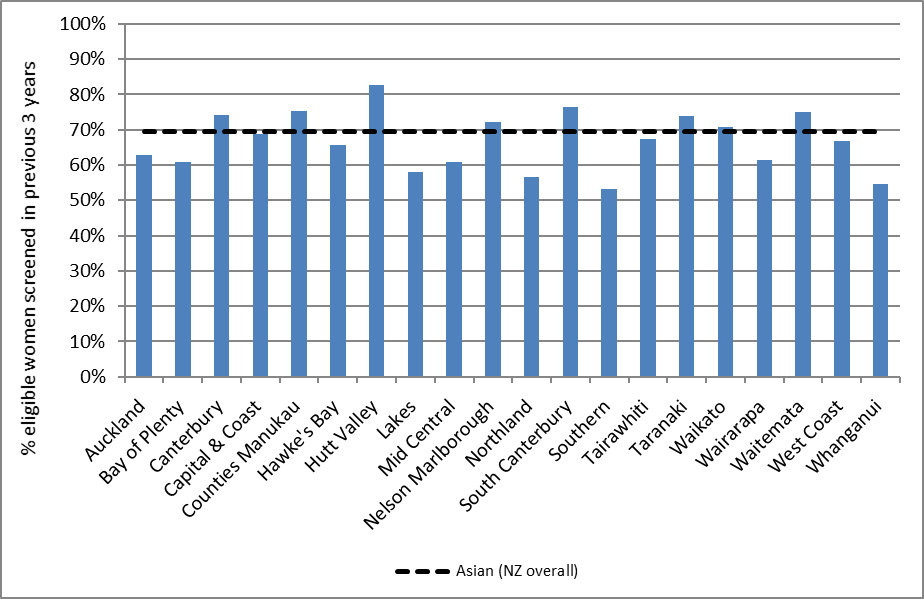 % eligible women screened in previous 3 years
100%
90%
80%
70%
60%
50%
40%
30%
20%
10%
0%
Auckland
Bay of Plenty
Canterbury
Capital & Coast
Counties Manukau
Hawke's Bay
Hutt Valley
Lakes
Mid Central
Nelson Marlborough
Northland
South Canterbury
Southern
Tairawhiti
Taranaki
Waikato
Wairarapa
Waitemata
West Coast
Whanganui
Asian (NZ overall)